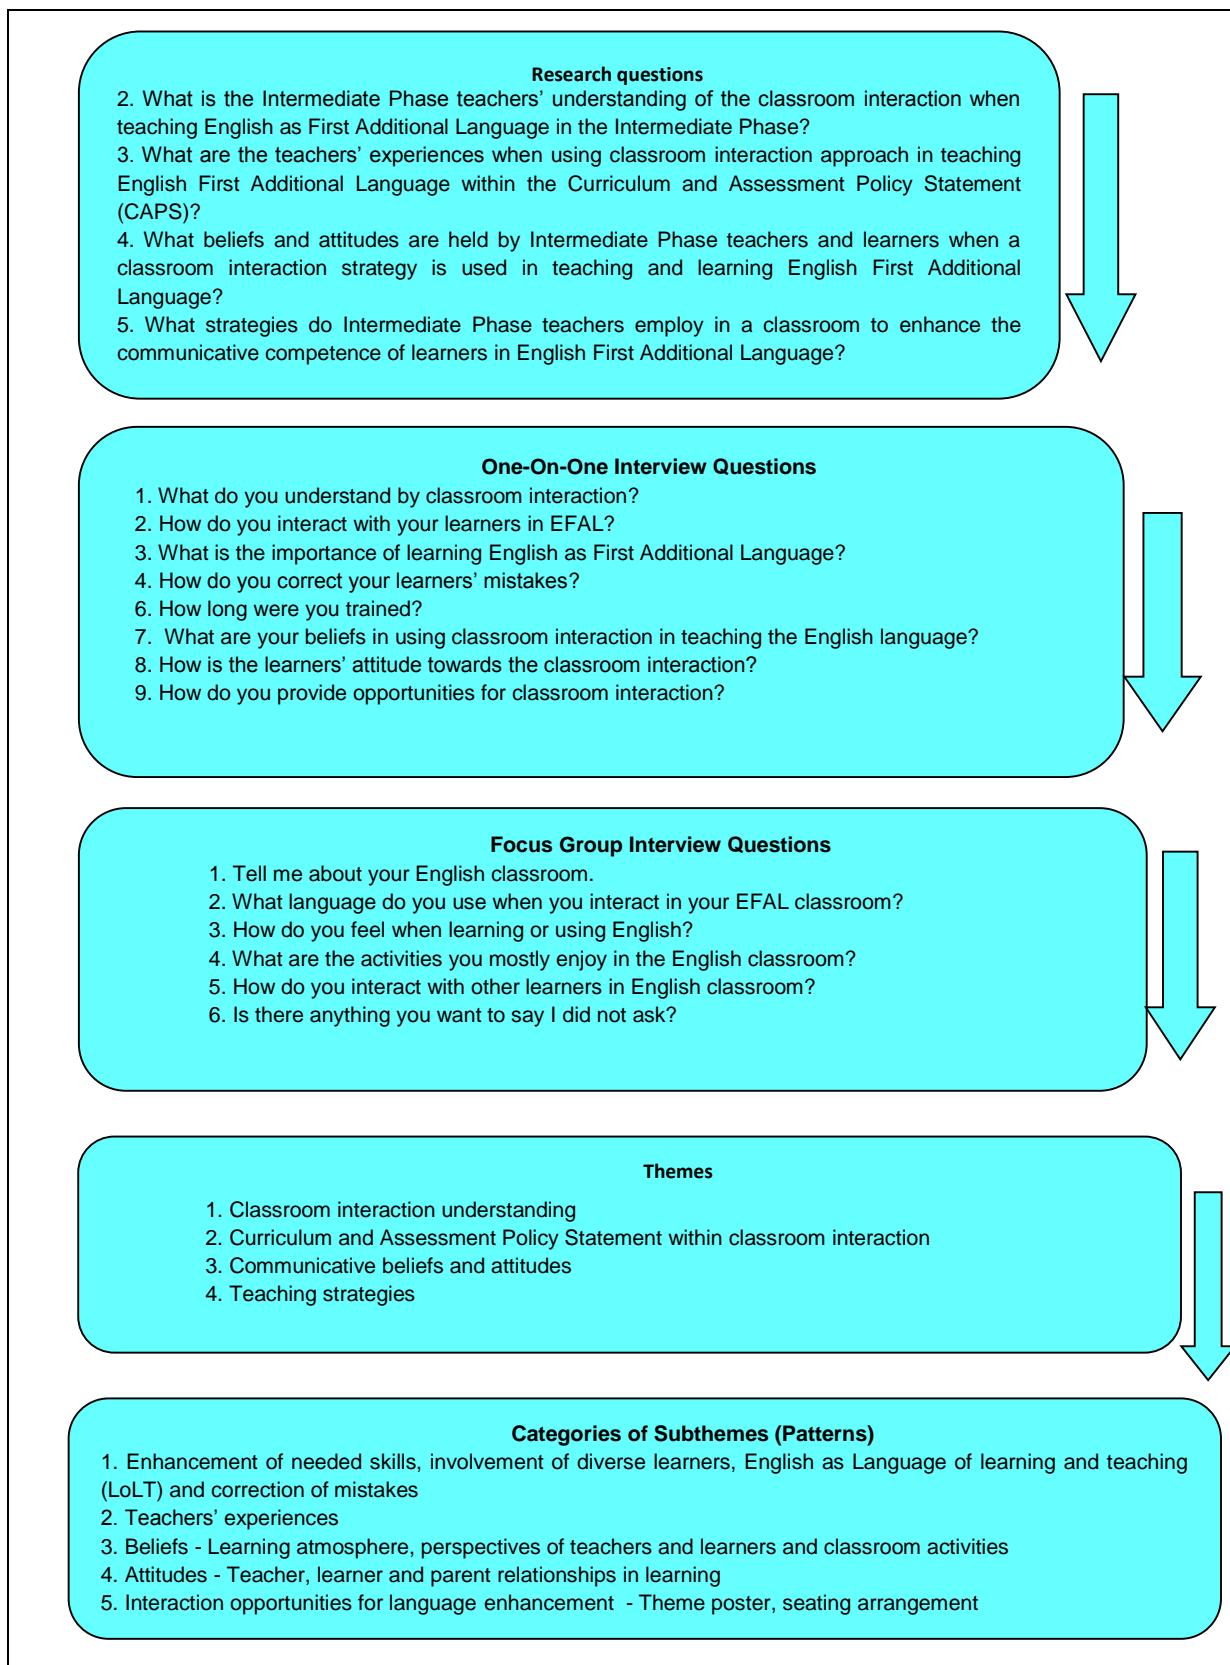 Research questions
2. What is the Intermediate Phase teachers’ understanding of the classroom interaction when
teaching English as First Additional Language in the Intermediate Phase?
3. What are the teachers’ experiences when using classroom interaction approach in teaching
English First Additional Language within the Curriculum and Assessment Policy Statement
(CAPS)?
4. What beliefs and attitudes are held by Intermediate Phase teachers and learners when a
classroom interaction strategy is used in teaching and learning English First Additional
Language?
5. What strategies do Intermediate Phase teachers employ in a classroom to enhance the
communicative competence of learners in English First Additional Language?
One-On-One Interview Questions
1. What do you understand by classroom interaction?
2. How do you interact with your learners in EFAL?
3. What is the importance of learning English as First Additional Language?
4. How do you correct your learners’ mistakes?
6. How long were you trained?
7. What are your beliefs in using classroom interaction in teaching the English language?
8. How is the learners’ attitude towards the classroom interaction?
9. How do you provide opportunities for classroom interaction?
Focus Group Interview Questions
1. Tell me about your English classroom.
2. What language do you use when you interact in your EFAL classroom?
3. How do you feel when learning or using English?
4. What are the activities you mostly enjoy in the English classroom?
5. How do you interact with other learners in English classroom?
6. Is there anything you want to say I did not ask?
Themes
1. Classroom interaction understanding
2. Curriculum and Assessment Policy Statement within classroom interaction
3. Communicative beliefs and attitudes
4. Teaching strategies
Categories of Subthemes (Patterns)
1. Enhancement of needed skills, involvement of diverse learners, English as Language of learning and teaching
(LoLT) and correction of mistakes
2. Teachers’ experiences
3. Beliefs - Learning atmosphere, perspectives of teachers and learners and classroom activities
4. Attitudes - Teacher, learner and parent relationships in learning
5. Interaction opportunities for language enhancement - Theme poster, seating arrangement